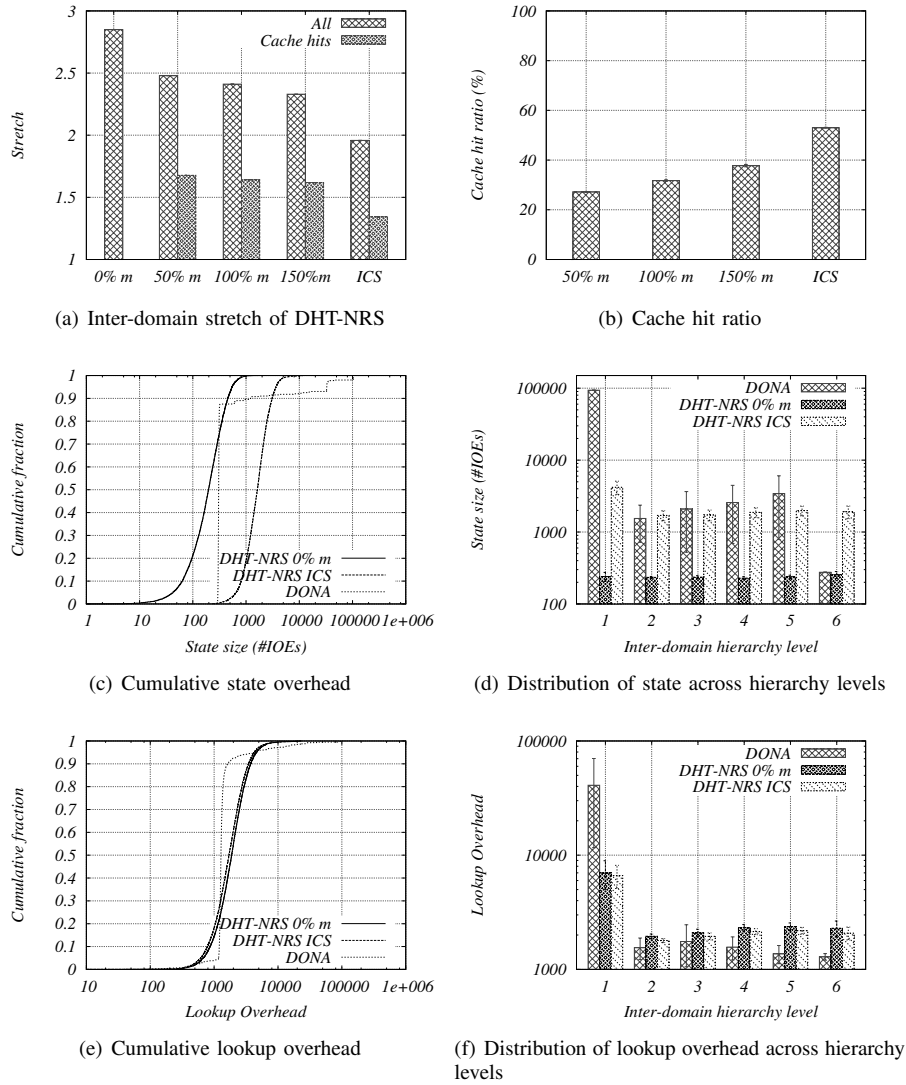 3
2.5
2
1.5
1
Stretch
All
Cache hits
0% m 50% m 100% m 150%m ICS
(a) Inter-domain stretch of DHT-NRS
100
80
60
40
20
0
Cache hit ratio (%)
50% m 100% m 150% m ICS
(b) Cache hit ratio
1
0.9
0.8
0.7
0.6
0.5
0.4
0.3
0.2
0.1
0
Cumulative fraction
DHT-NRS 0% m
DHT-NRS ICS
DONA
1 10 100 1000 10000 100000 1e+006
State size (#IOEs)
(c) Cumulative state overhead
100000
10000
1000
100
State size (#IOEs)
DONA
DHT-NRS 0% m
DHT-NRS ICS
1 2 3 4 5 6
Inter-domain hierarchy level
(d) Distribution of state across hierarchy levels
1
0.9
0.8
0.7
0.6
0.5
0.4
0.3
0.2
0.1
0
Cumulative fraction
DHT-NRS 0% m
DHT-NRS ICS
DONA
10 100 1000 10000 100000 1e+006
Lookup Overhead
(e) Cumulative lookup overhead
100000
10000
1000
Lookup Overhead
DONA
DHT-NRS 0% m
DHT-NRS ICS
1 2 3 4 5 6
Inter-domain hierarchy level
(f) Distribution of lookup overhead across hierarchy
levels